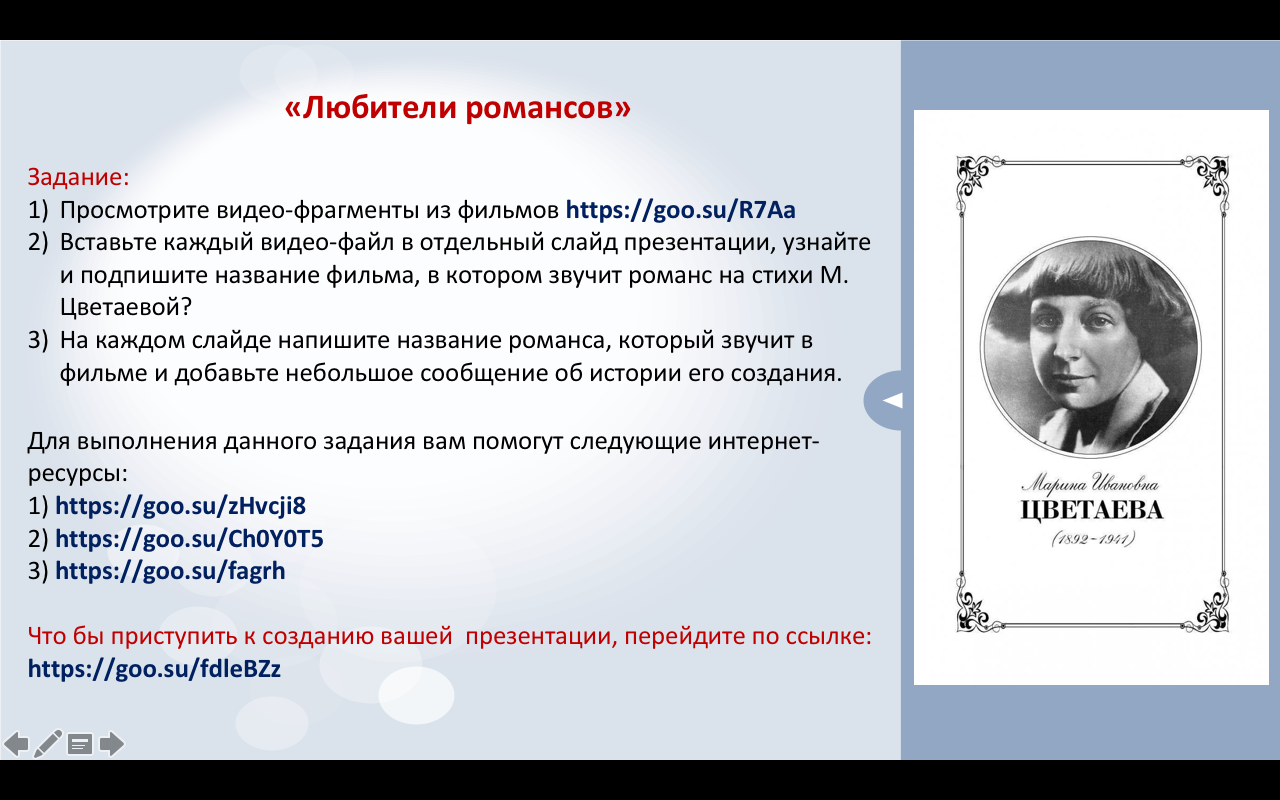 «Любители романсов»
Задание:
1) Просмотрите видео-фрагменты из фильмов https://goo.su/R7Aa
2) Вставьте каждый видео-файл в отдельный слайд презентации, узнайте
и подпишите название фильма, в котором звучит романс на стихи М.
Цветаевой?
3) На каждом слайде напишите название романса, который звучит в
фильме и добавьте небольшое сообщение об истории его создания.
Для выполнения данного задания вам помогут следующие интернет-
ресурсы:
1) https://goo.su/zHvcji8
2) https://goo.su/Ch0Y0T5
3) https://goo.su/fagrh
Что бы приступить к созданию вашей  презентации, перейдите по ссылке:
https://goo.su/fdleBZz
Марина Ивановна
ЦВЕТАЕВА
(1892–1941)